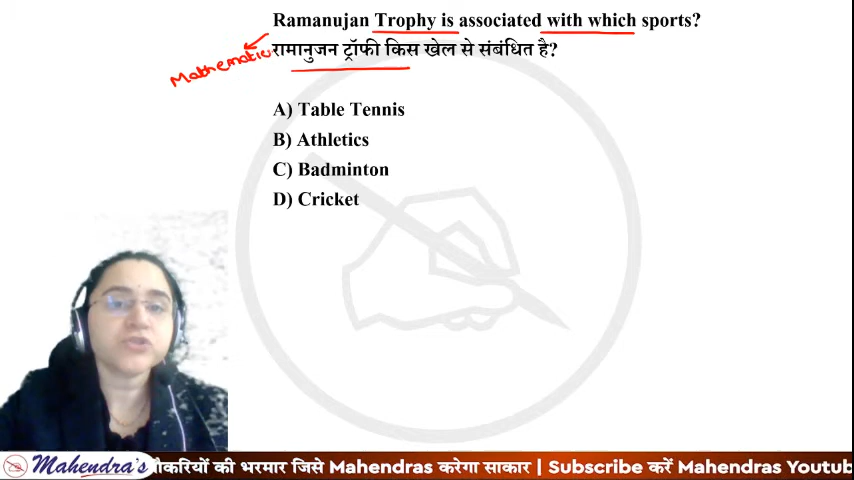 Ramanujan Trophy is associated with which sports?
Mathematics
रामानुजन ट्रॉफी किस खेल से संबंधित है?
A) Table Tennis
B) Athletics
C) Badminton
D) Cricket
Mahendra's नौकरियों की भरमार जिसे Mahendras करेगा साकार | Subscribe करें Mahendras Youtub